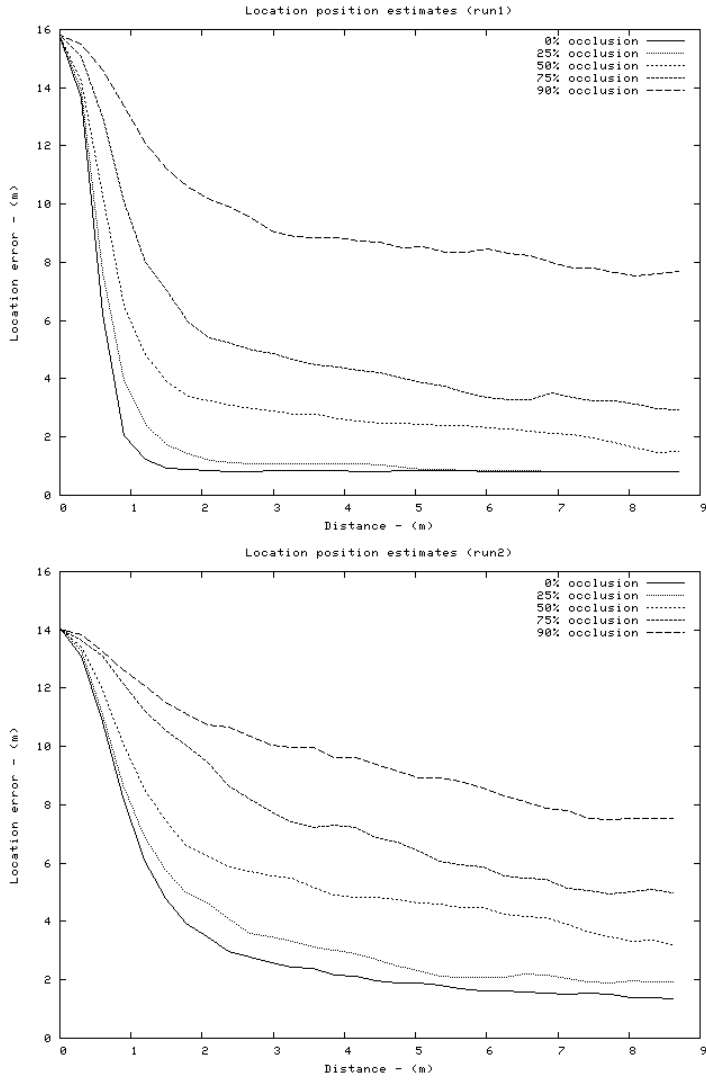 Location position estimates (run1)
16
14
12
10
8
6
4
2
0
Location error - (m)
0% occlusion
25% occlusion
50% occlusion
75% occlusion
90% occlusion
0 1 2 3 4 5 6 7 8 9
Distance - (m)
Location position estimates (run2)
16
14
12
10
8
6
4
2
0
Location error - (m)
0% occlusion
25% occlusion
50% occlusion
75% occlusion
90% occlusion
0 1 2 3 4 5 6 7 8 9
Distance - (m)